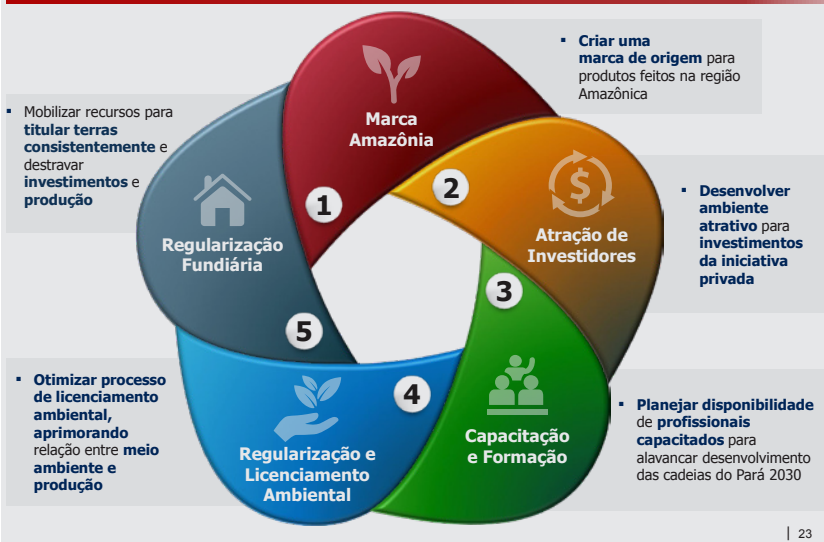 ▪ Criar uma
marca de origem para
produtos feitos na região
Amazônica
Marca
Amazônia
1
▪ Desenvolver
ambiente
atrativo para
investimentos
da iniciativa
privada
2
Atração de
Investidores
▪ Planejar disponibilidade
de profissionais
capacitados para
alavancar desenvolvimento
das cadeias do Pará 2030
3
Capacitação
e Formação
▪ Otimizar processo
de licenciamento
ambiental,
aprimorando
relação entre meio
ambiente e
produção
4
Regularização e
Licenciamento
Ambiental
▪ Mobilizar recursos para
titular terras
consistentemente e
destravar
investimentos e
produção
5
Regularização
Fundiária
$
| 23